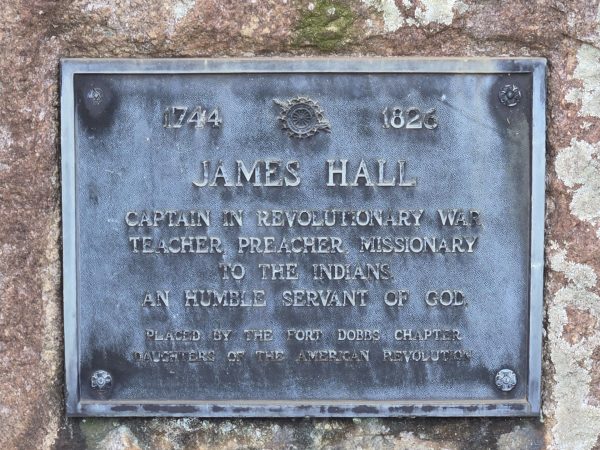 1744 1826
JAMES HALL
CAPTAIN IN REVOLUTIONARY WAR,
TEACHER, PREACHER, MISSIONARY
TO THE INDIANS.
AN HUMBLE SERVANT OF GOD.
PLACED BY THE FORT DOBBS CHAPTER
DAUGHTERS OF THE AMERICAN REVOLUTION